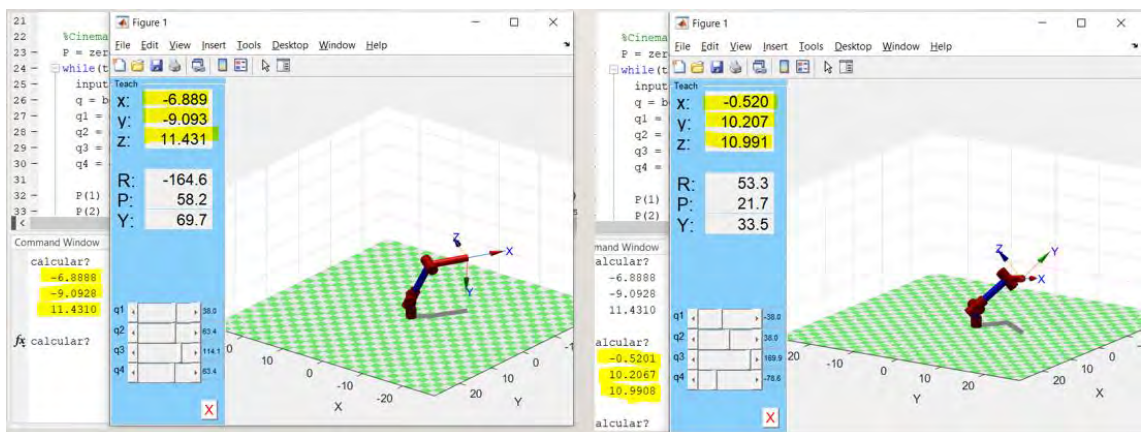 21
22 %Cinema
23 - P = zer
24 - while(t
25 - input
26 - q = b
27 - q1 =
28 - q2 =
29 - q3 =
30 - q4 =
31
32 - P(1)
33 - P(2)
Command Window
calcular?
-6.8888
-9.0928
11.4310
fx calcular?
Figure 1
File Edit View Insert Tools Desktop Window Help
Teach
x: -6.889
y: -9.093
z: 11.431
R: -164.6
P: 58.2
Y: 69.7
q1 38.0
q2 63.4
q3 114.1
q4 63.4
X
Z
X
Y
0
10
0
-10
-20
X
20
10
0
Y
%Cinema
P = zer
while(t
input
q = b
q1 =
q2 =
q3 =
q4 =
P(1)
P(2)
mmand Window
alcular?
-6.8888
-9.0928
11.4310
alcular?
-0.5201
10.2067
10.9908
alcular?
Figure 1
File Edit View Insert Tools Desktop Window Help
Teach
x: -0.520
y: 10.207
z: 10.991
R: 53.3
P: 21.7
Y: 33.5
q1 -38.0
q2 38.0
q3 169.9
q4 -78.6
X
Z
Y
X
20
10
0
Y
20
10
0
-10
-20
X